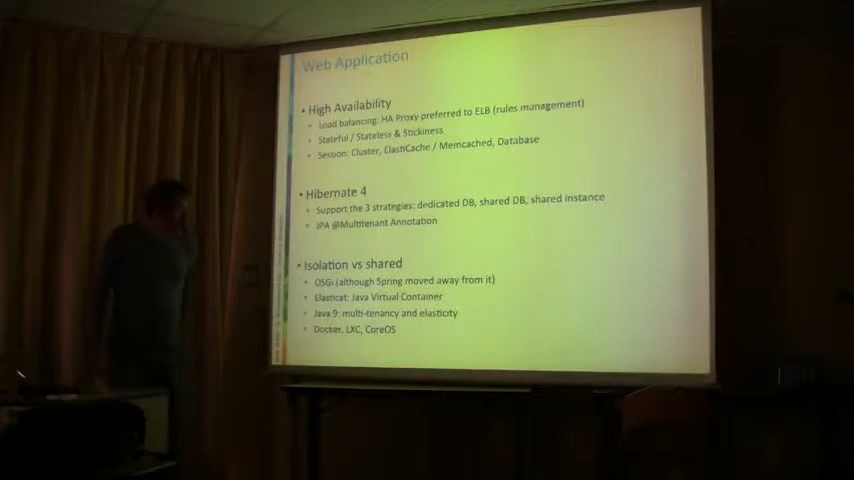 Web Application
• High Availability
• Load balancing: HA Proxy preferred to ELB (rules management)
• Stateful / Stateless & Stickiness
• Session: Cluster, ElastiCache / Memcached, Database
• Hibernate 4
• Support the 3 strategies: dedicated DB, shared DB, shared instance
• JPA @Multitenant Annotation
• Isolation vs shared
• OSGi (although Spring moved away from it)
• Elasticat: Java Virtual Container
• Java 9: multi-tenancy and elasticity
• Docker, LXC, CoreOS